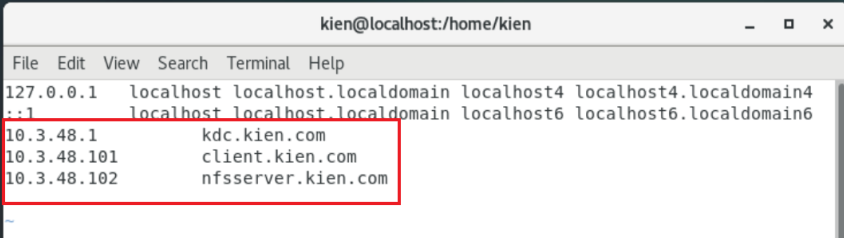 kien@localhost:/home/kien
File Edit View Search Terminal Help
127.0.0.1 localhost localhost.localdomain localhost4 localhost4.localdomain4
::1 localhost localhost.localdomain localhost6 localhost6.localdomain6
10.3.48.1 kdc.kien.com
10.3.48.101 client.kien.com
10.3.48.102 nfsserver.kien.com
~